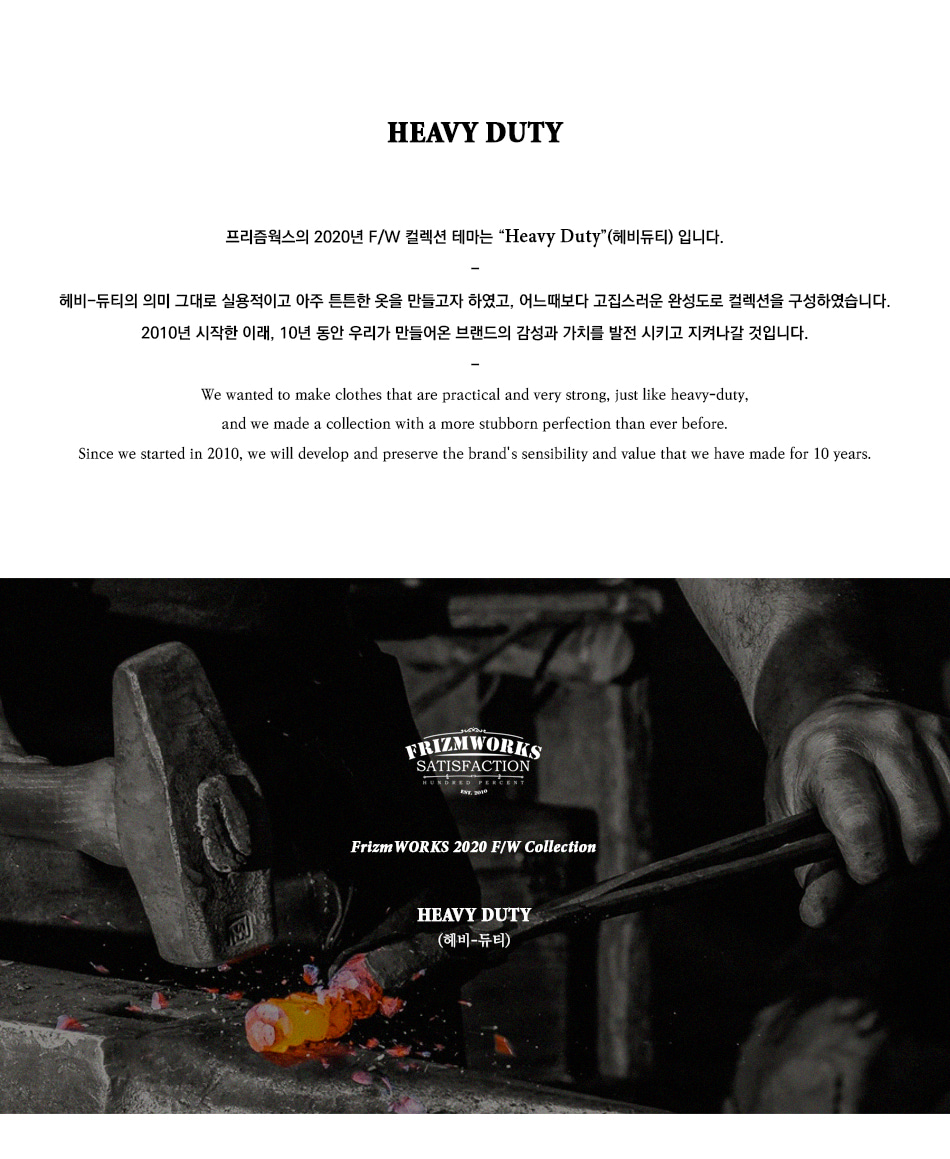 HEAVY DUTY
프리즘웍스의 2020년 F/W 컬렉션 테마는 “Heavy Duty”(헤비듀티) 입니다.
–
헤비-듀티의 의미 그대로 실용적이고 아주 튼튼한 옷을 만들고자 하였고, 어느때보다 고집스러운 완성도로 컬렉션을 구성하였습니다.
2010년 시작한 이래, 10년 동안 우리가 만들어온 브랜드의 감성과 가치를 발전 시키고 지켜나갈 것입니다.
–
We wanted to make clothes that are practical and very strong, just like heavy-duty,
and we made a collection with a more stubborn perfection than ever before.
Since we started in 2010, we will develop and preserve the brand's sensibility and value that we have made for 10 years.
FRIZMWORKS
SATISFACTION
HUNDRED PERCENT
EST. 2010
FrizmWORKS 2020 F/W Collection
HEAVY DUTY
(헤비-듀티)